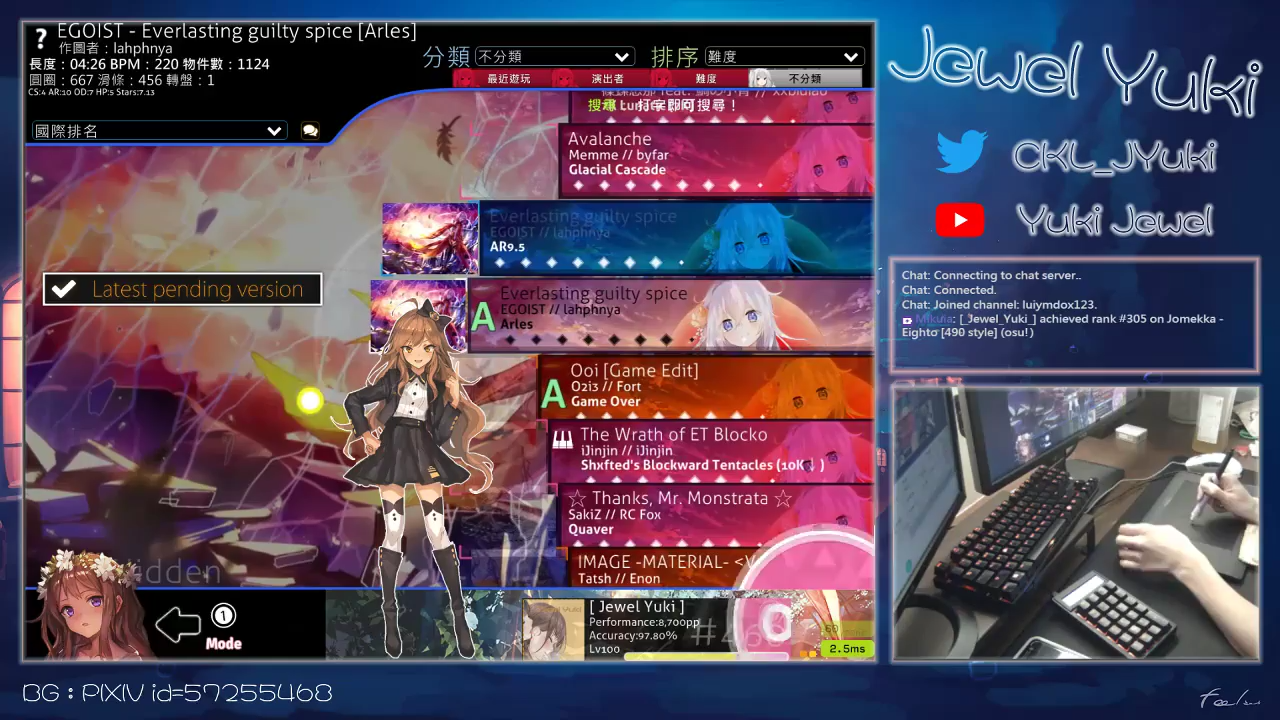 EGOIST - Everlasting guilty spice [Arles]
作圖者：lahphnya
長度：04:26 BPM：220 物件數：1124
圓圈：667 滑條：456 轉盤：1
CS:4 AR:10 OD:7 HP:5 Stars:7.13
分類
不分類
排序
難度
最近遊玩
演出者
難度
不分類
打字即可搜尋！
國際排名
Avalanche
Memme // byfar
Glacial Cascade
Everlasting guilty spice
EGOIST // lahphnya
AR9.5
Latest pending version
A
Everlasting guilty spice
EGOIST // lahphnya
Arles
A
Ooi [Game Edit]
O2i3 // Fort
Game Over
The Wrath of ET Blocko
iJinjin // iJinjin
Shxfted's Blockward Tentacles (10K↓)
☆ Thanks, Mr. Monstrata ☆
SakiZ // RC Fox
Quaver
IMAGE -MATERIAL-
Tatsh // Enon
1
Mode
[ Jewel Yuki ]
Performance:8,700pp
Accuracy:97.80%
Lv100
2.5ms
Jewel Yuki
CKL_JYuki
Yuki Jewel
Chat: Connecting to chat server..
Chat: Connected.
Chat: Joined channel: luiymdox123.
Mikuia: [_Jewel_Yuki_] achieved rank #305 on Jomekka -
Eighto [490 style] (osu!)
BG : PIXIV id=57255468